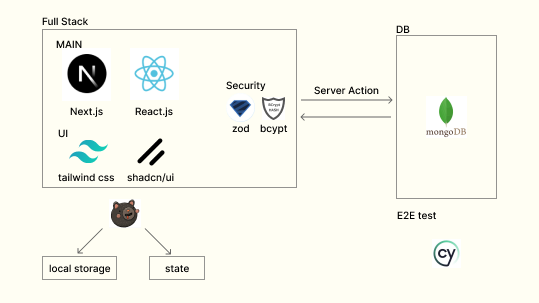 Full Stack
MAIN
Next.js
React.js
UI
tailwind css
shadcn/ui
Security
BCrypt
HASH
zod
bcypt
Server Action
DB
mongoDB
E2E test
cy
local storage
state